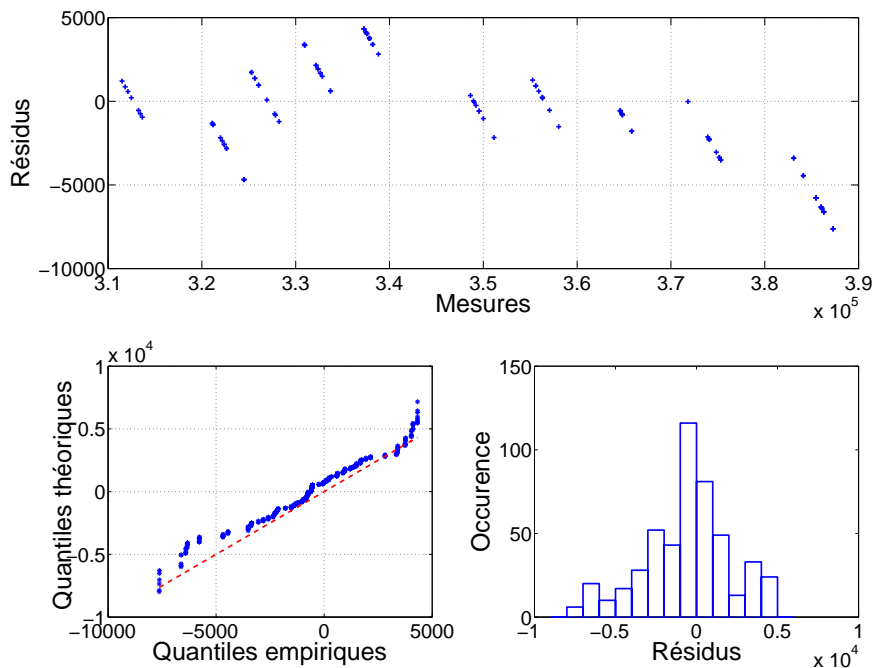 5000
0
−5000
−10000
Résidus
3.1 3.2 3.3 3.4 3.5 3.6 3.7 3.8 3.9
Mesures
x 10^5
x 10^4
1
0.5
0
−0.5
−1
Quantiles théoriques
−10000 −5000 0 5000
Quantiles empiriques
150
100
50
0
Occurence
−1 −0.5 0 0.5 1
Résidus
x 10^4